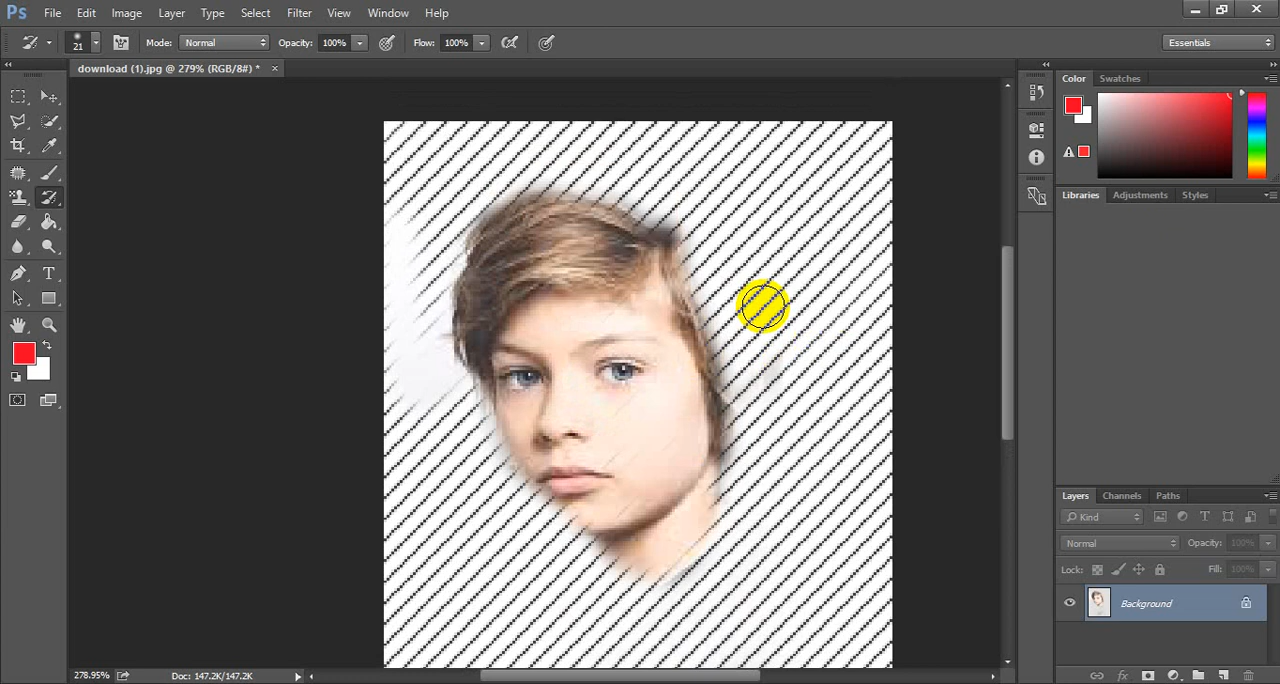 Ps File Edit Image Layer Type Select Filter View Window Help
21 Mode: Normal Opacity: 100% Flow: 100% Essentials
download (1).jpg @ 279% (RGB/8#) * ×
Color Swatches
Libraries Adjustments Styles
Layers Channels Paths
Kind
Normal Opacity: 100%
Lock: Fill: 100%
Background
278.95% Doc: 147.2K/147.2K